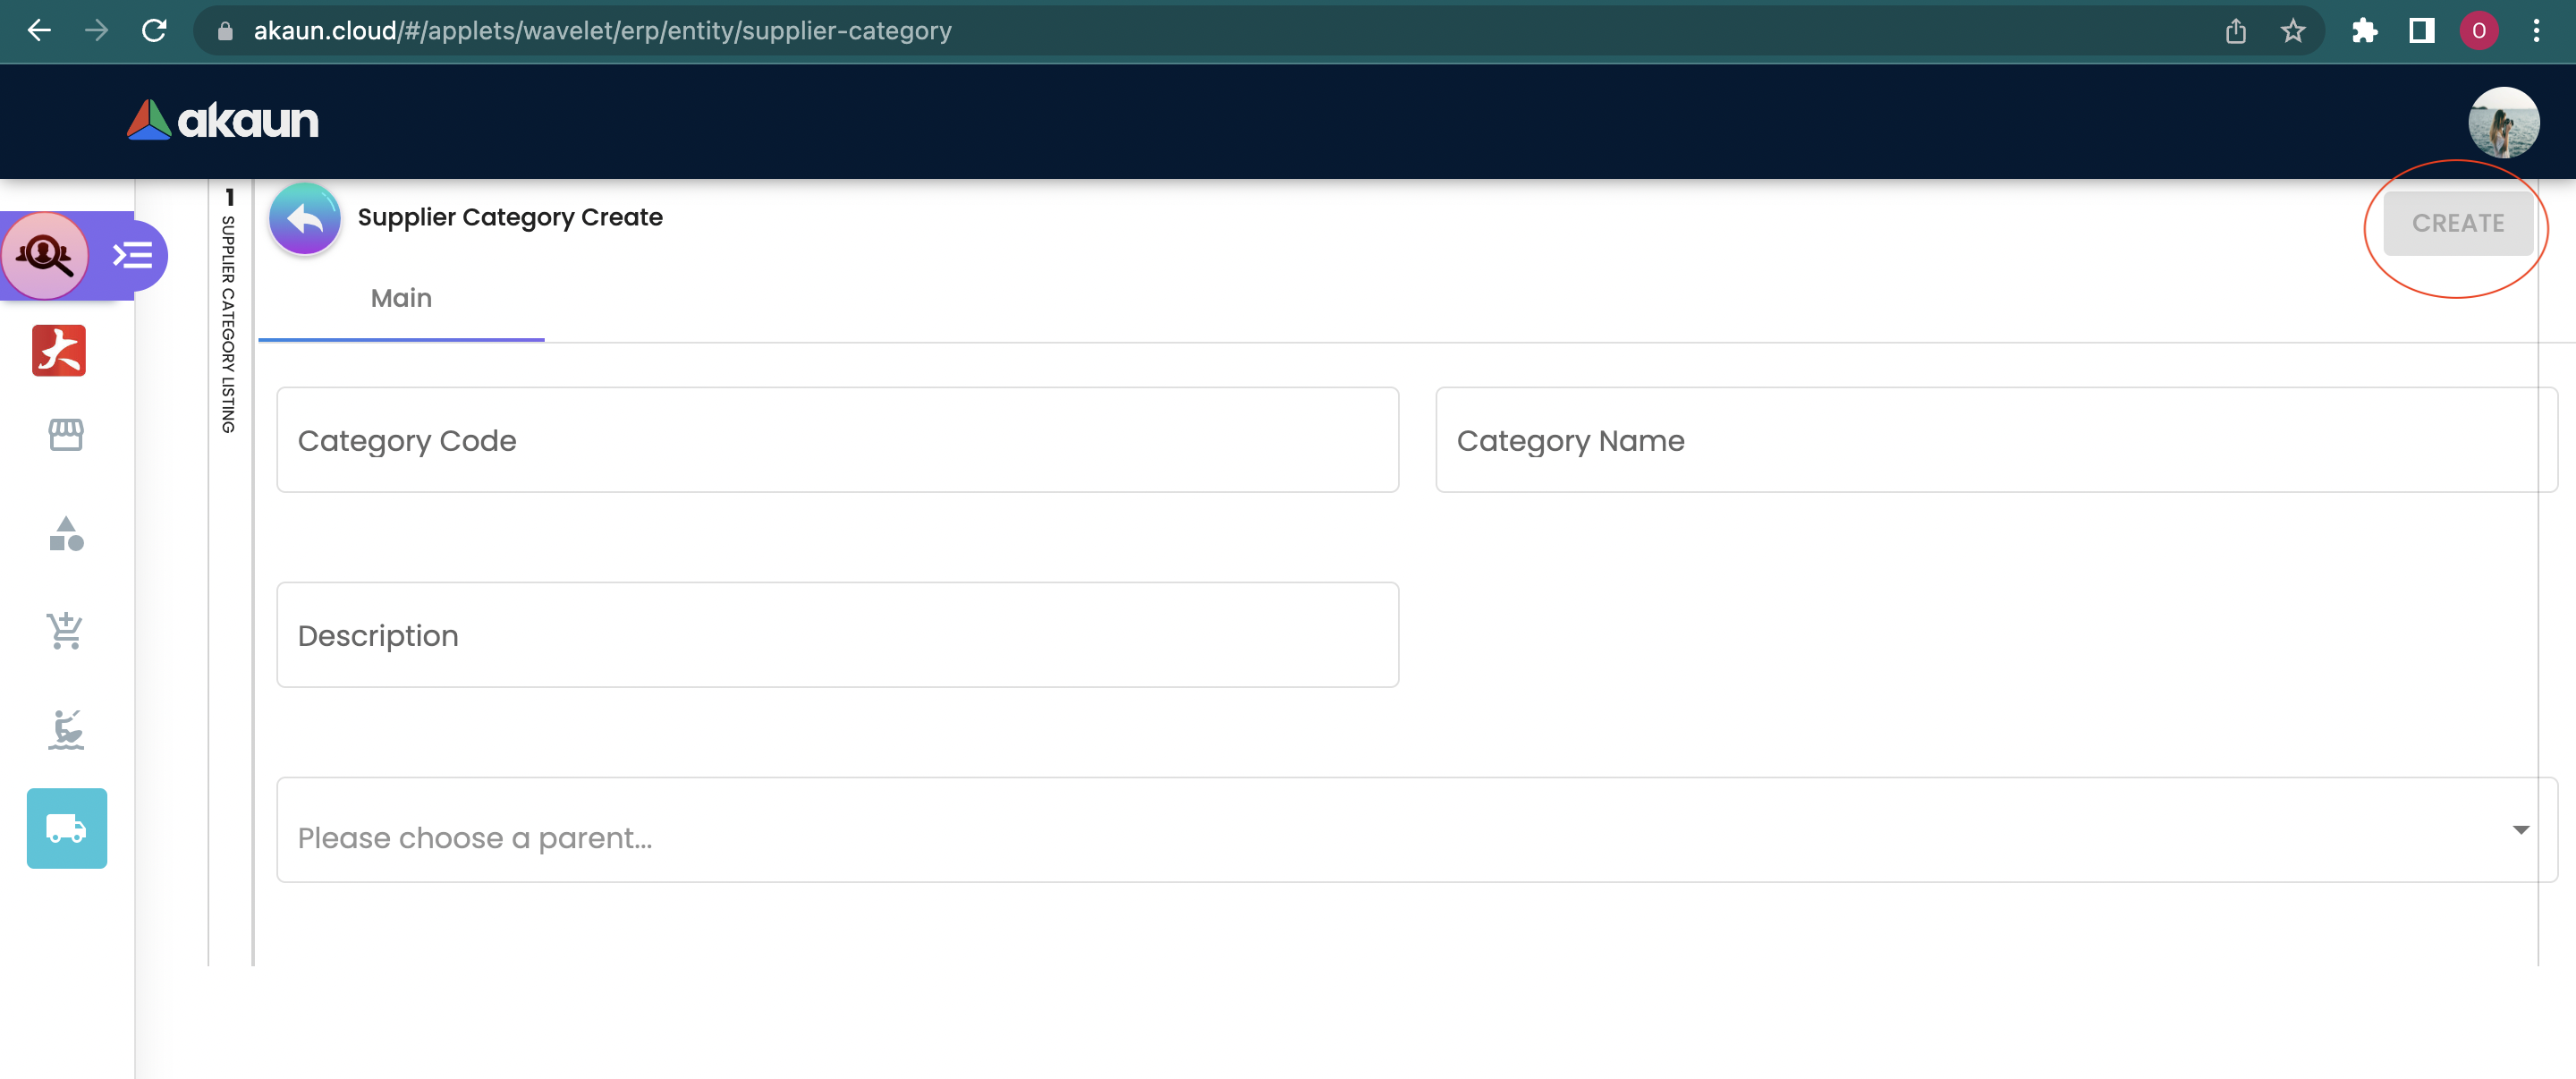 akaun.cloud/#/applets/wavelet/erp/entity/supplier-category
O
akaun
1
SUPPLIER CATEGORY LISTING
Supplier Category Create
CREATE
Main
Category Code
Category Name
Description
Please choose a parent...